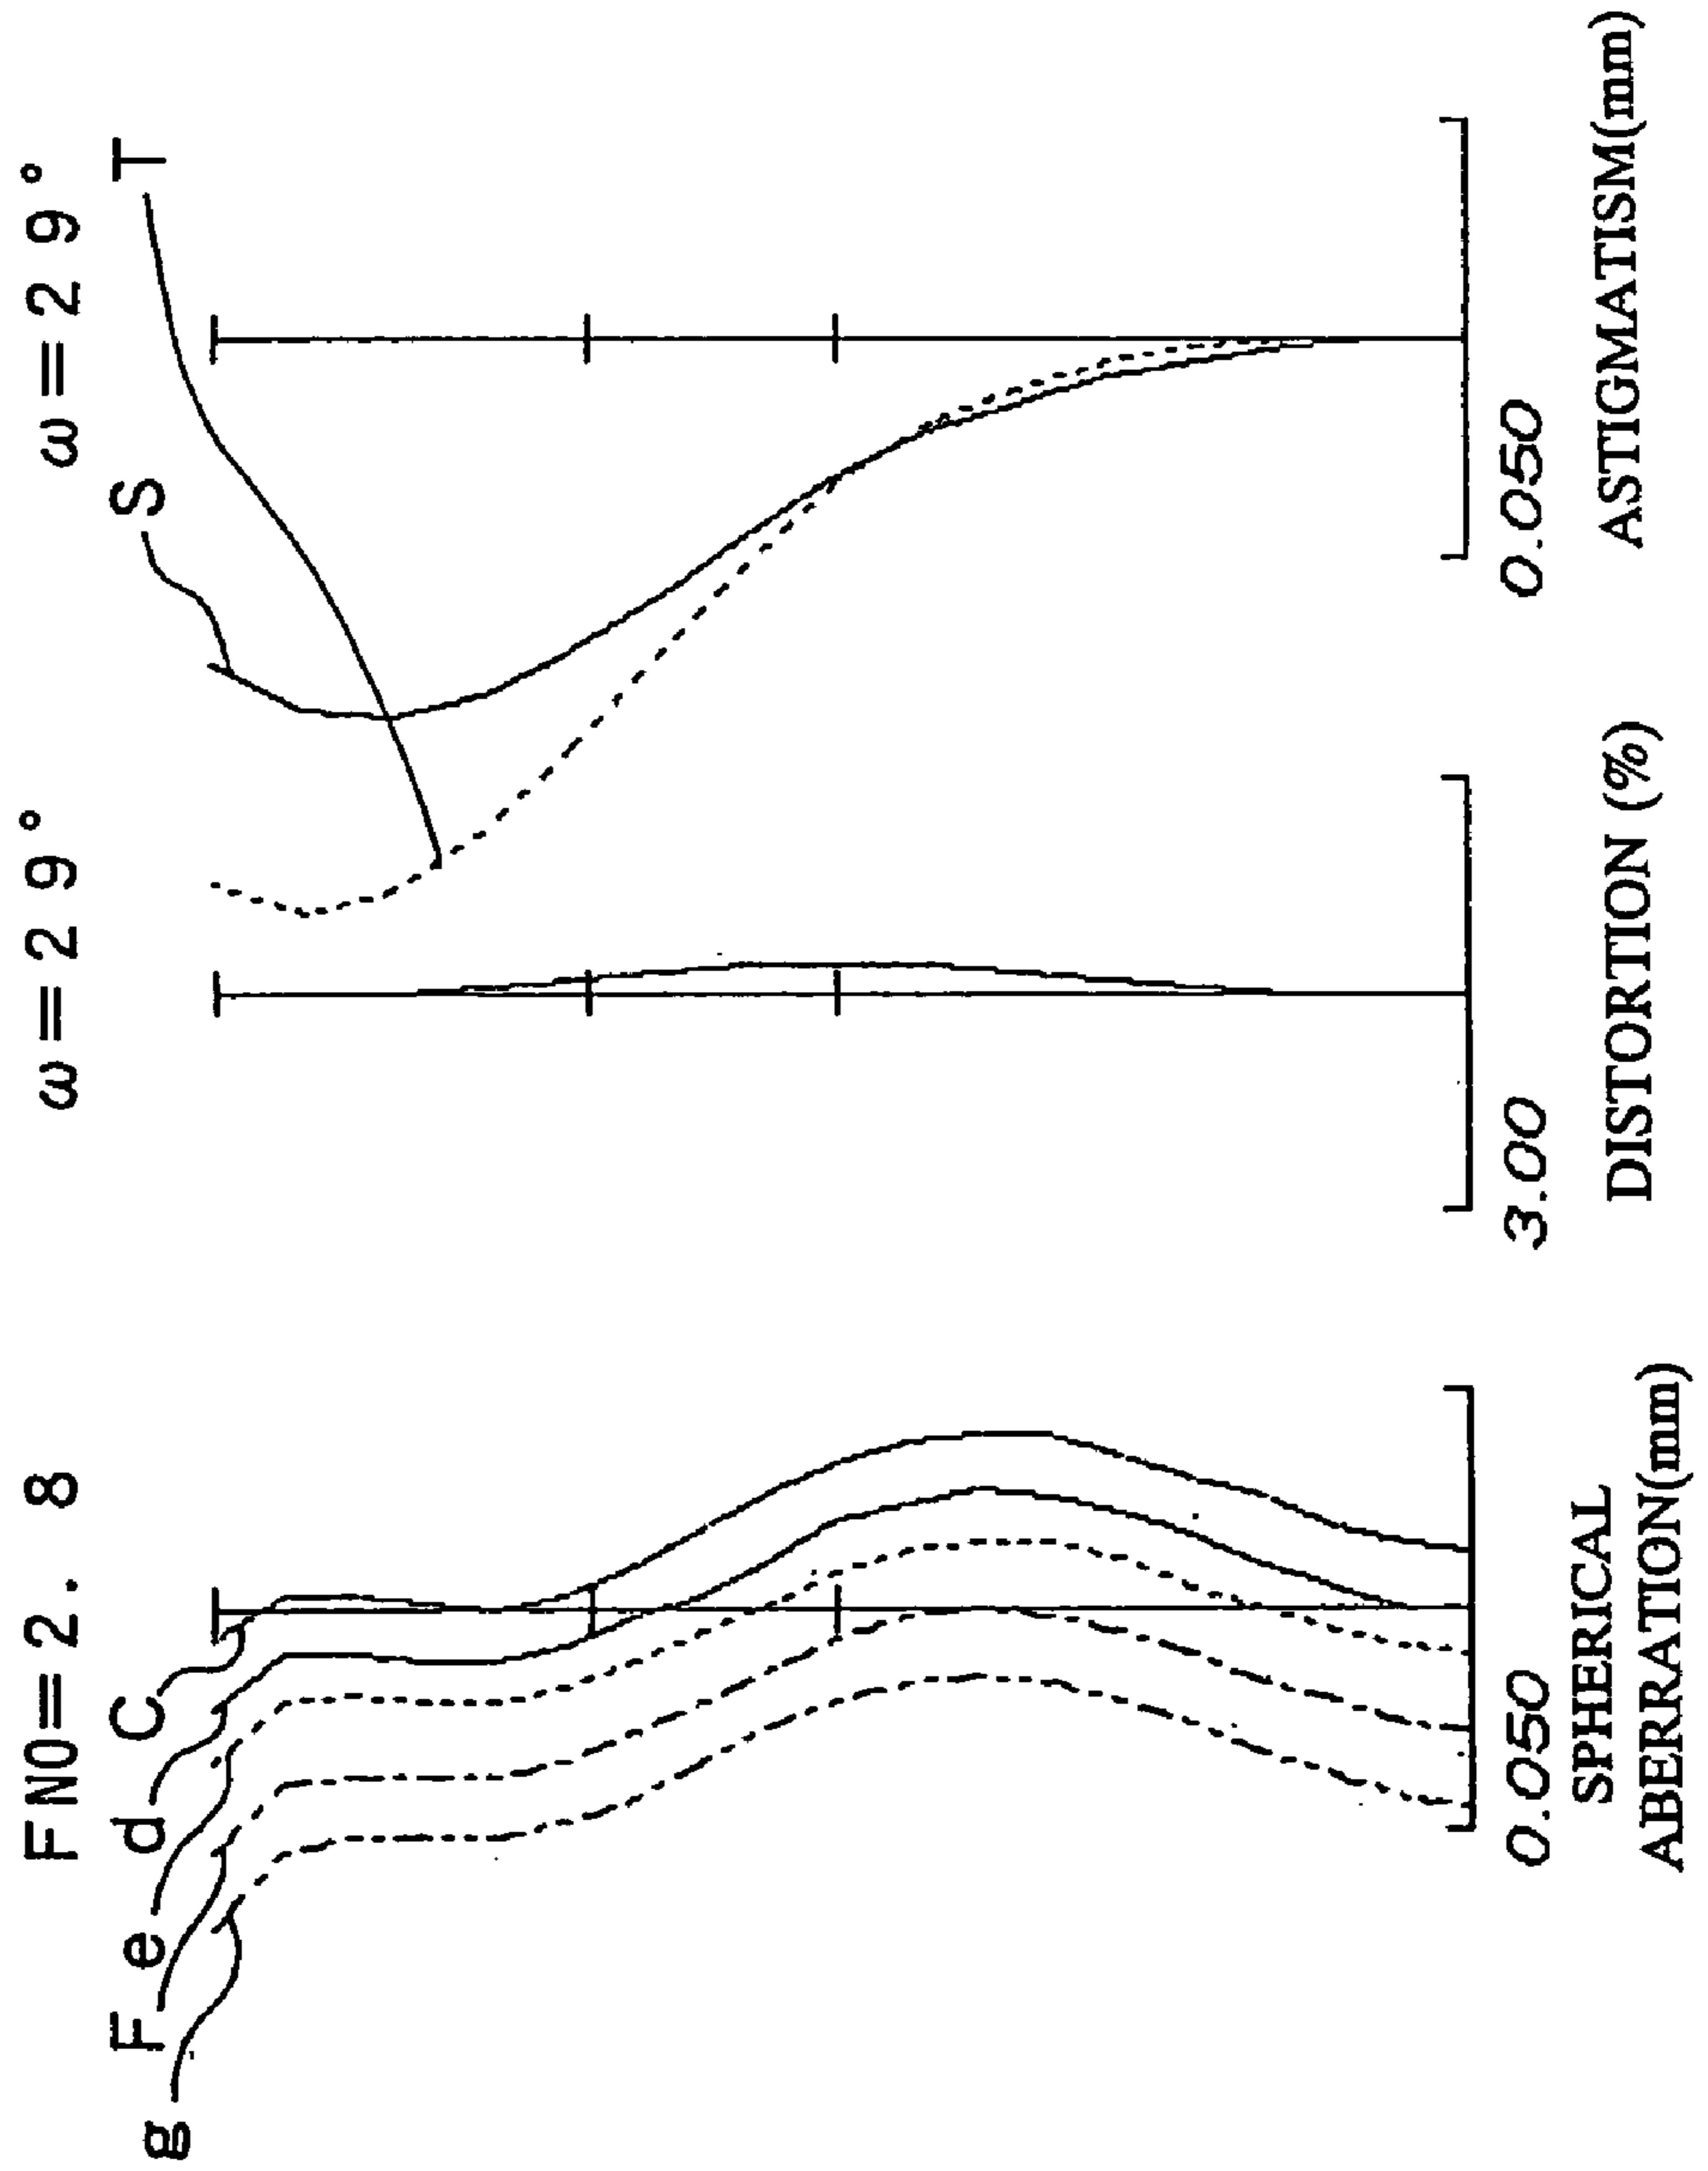 FNO=2.8
g
F
e
d
C
0.050
SPHERICAL
ABERRATION(mm)
ω=29°
3.00
DISTORTION (%)
ω=29°
S
T
0.050
ASTIGMATISM(mm)